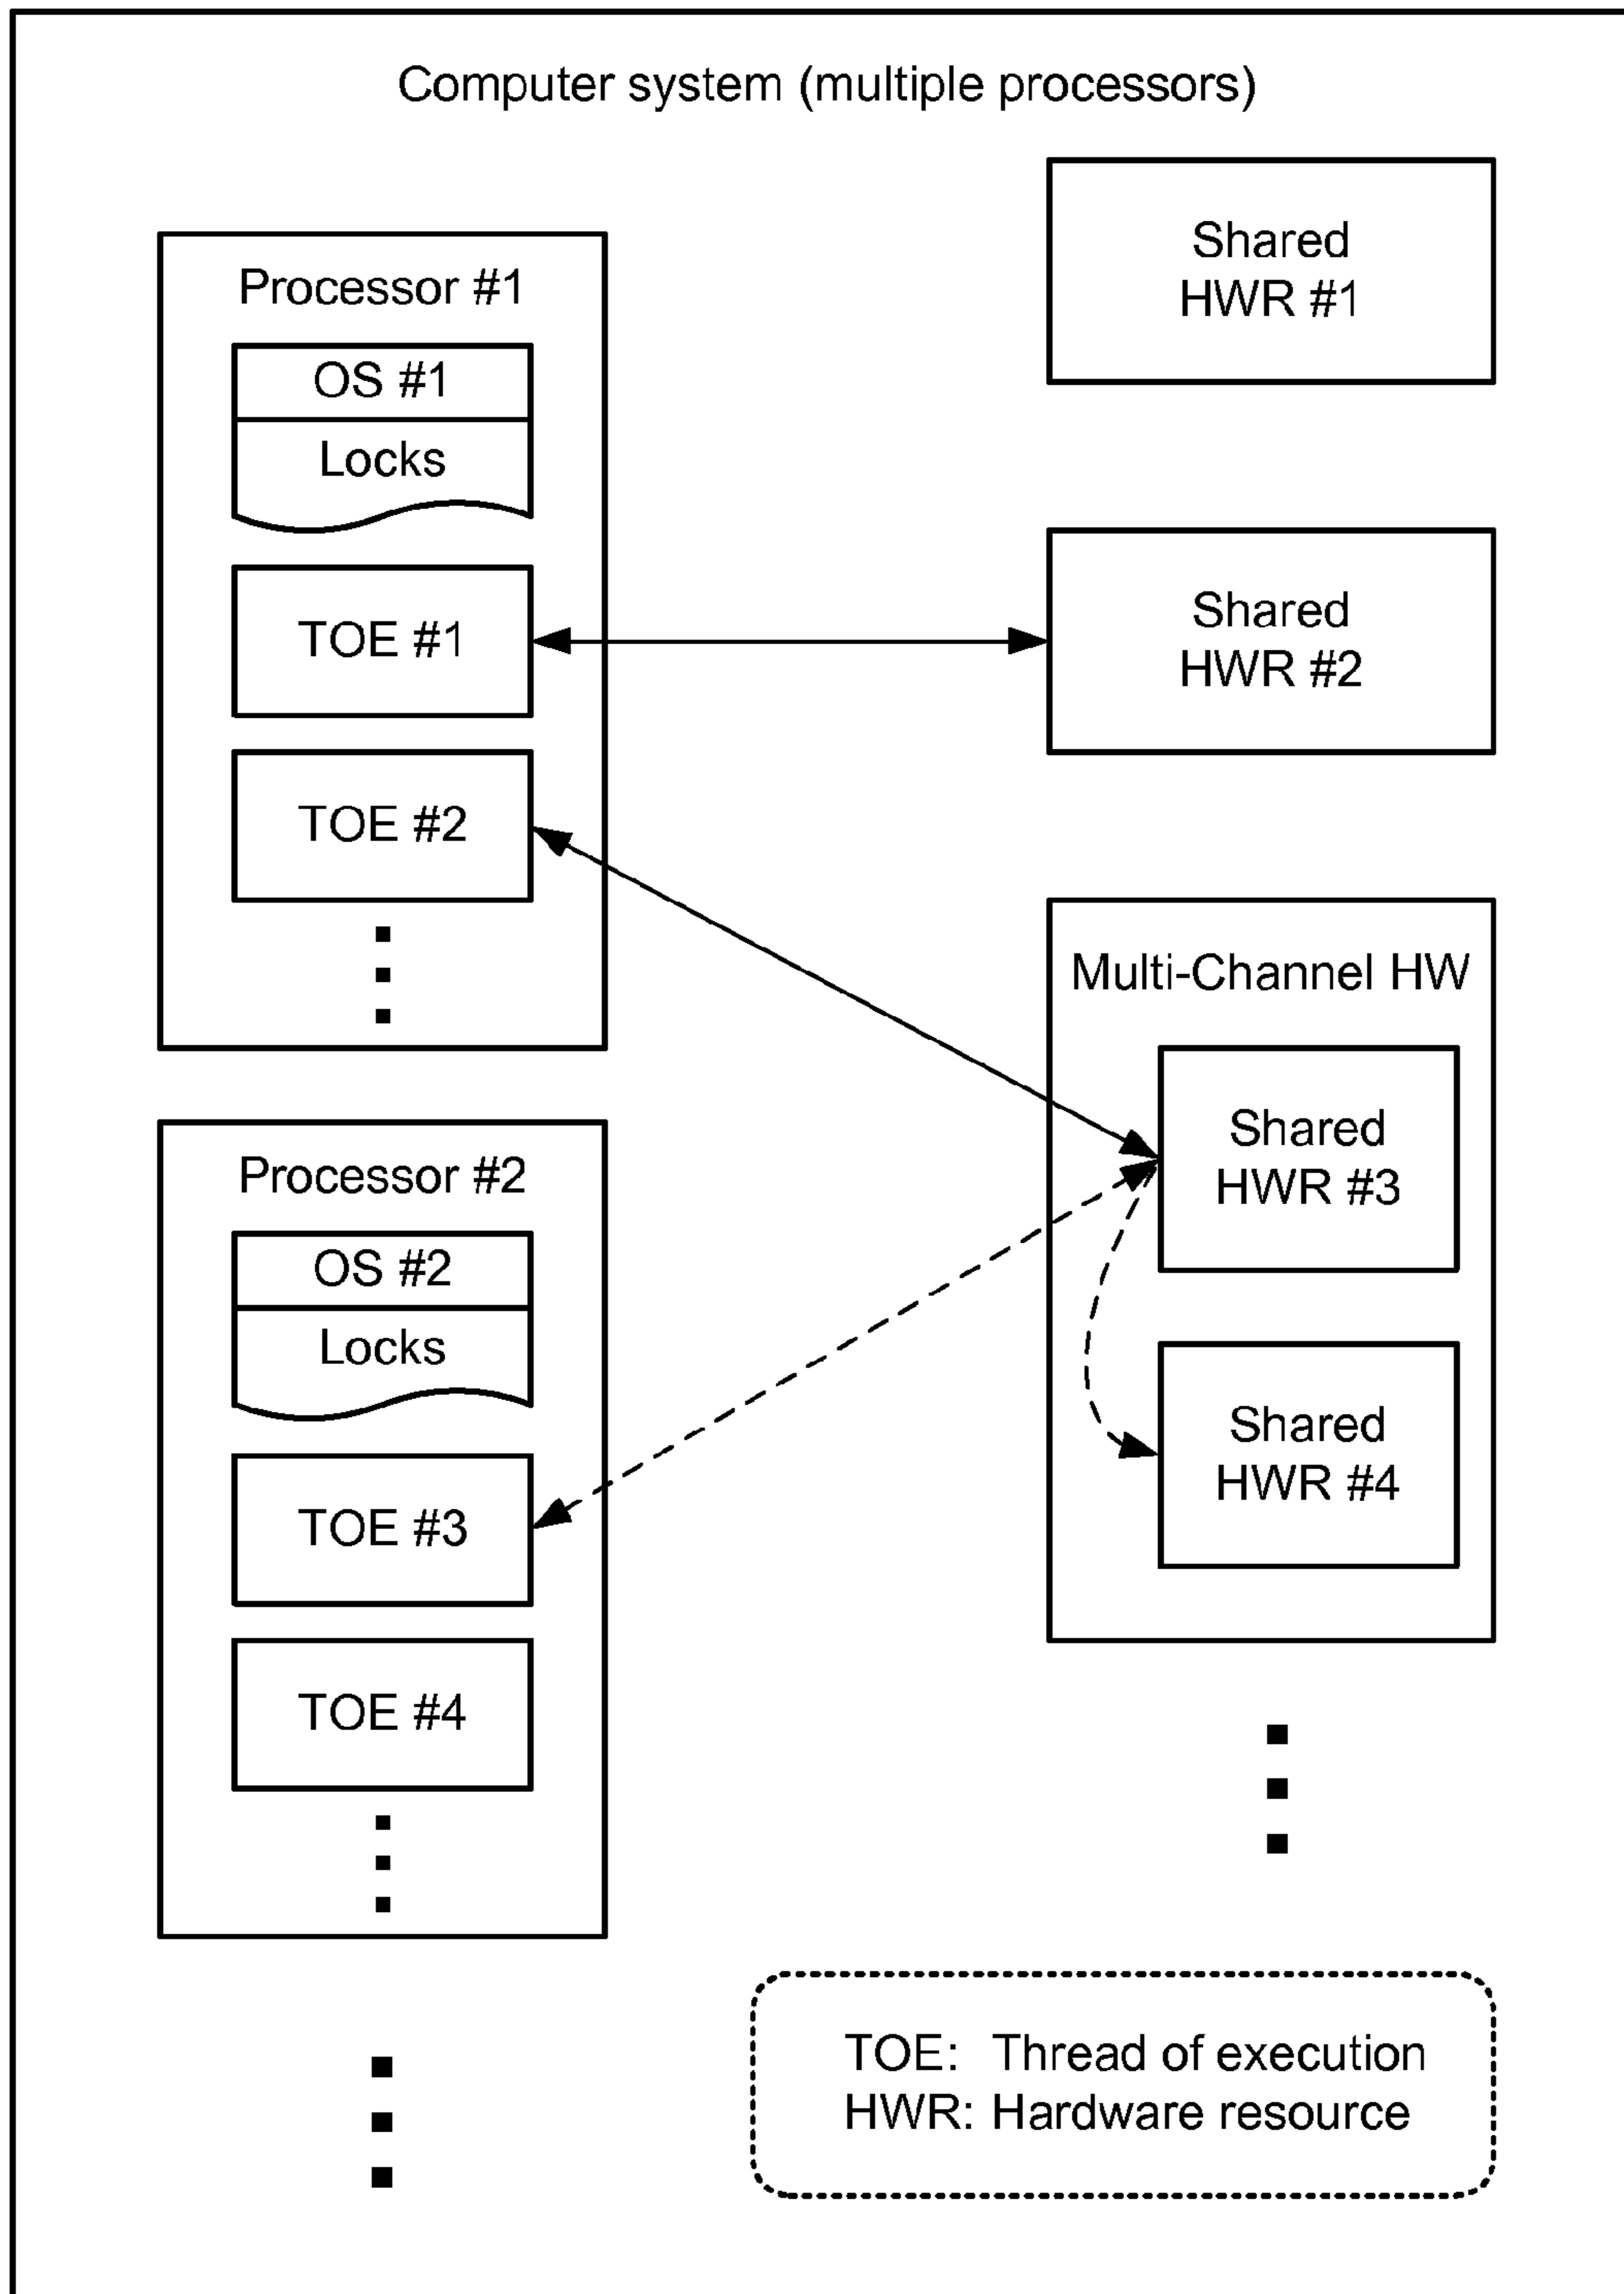 Computer system (multiple processors)
Processor #1
OS #1
Locks
TOE #1
TOE #2
Processor #2
OS #2
Locks
TOE #3
TOE #4
Shared
HWR #1
Shared
HWR #2
Multi-Channel HW
Shared
HWR #3
Shared
HWR #4
TOE: Thread of execution
HWR: Hardware resource